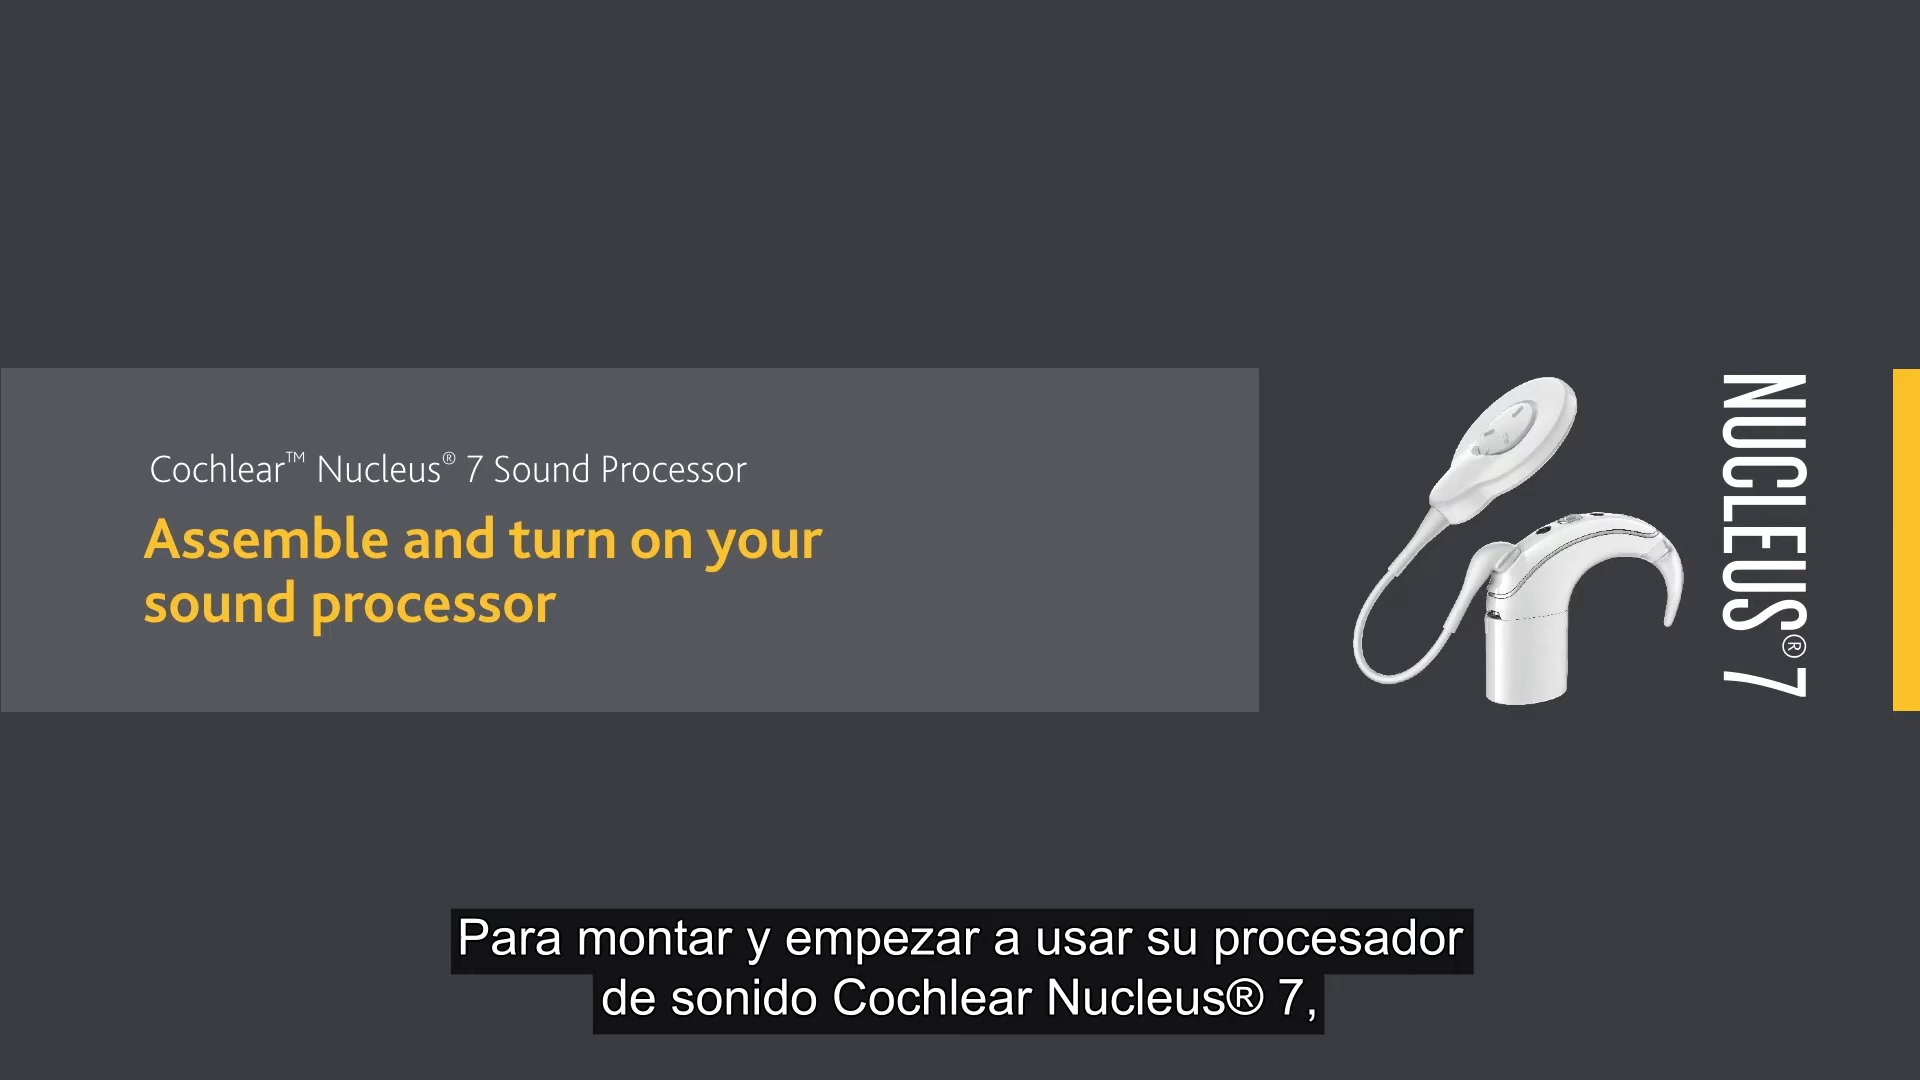 Cochlear™ Nucleus® 7 Sound Processor
Assemble and turn on your
sound processor
NUCLEUS® 7
Para montar y empezar a usar su procesador
de sonido Cochlear Nucleus® 7,